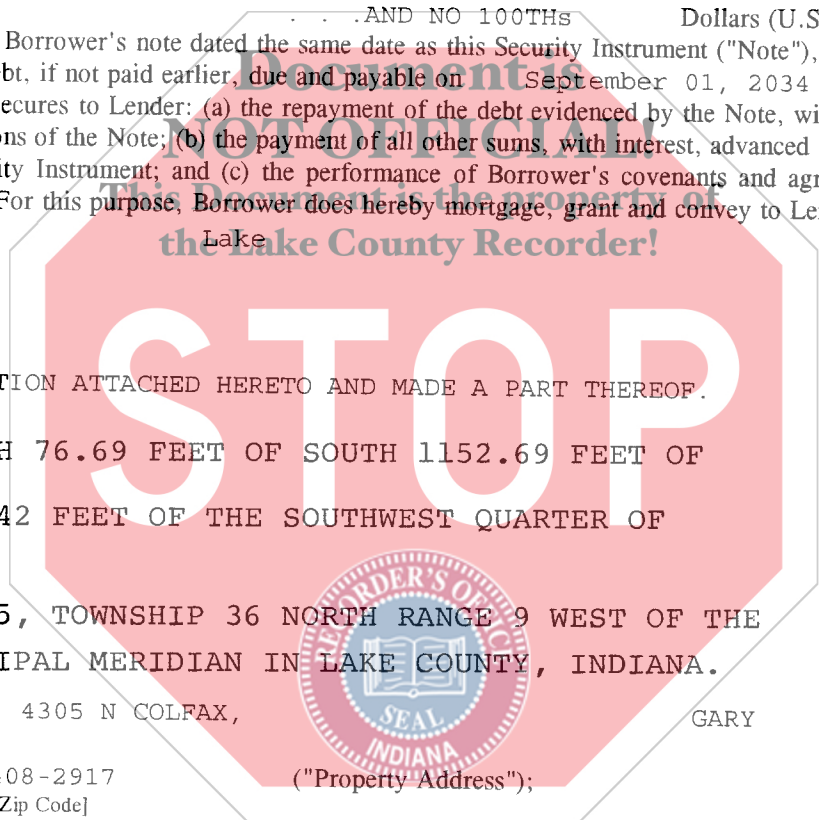 . . .AND NO 100THs Dollars (U.S
Borrower's note dated the same date as this Security Instrument ("Note"),
bt, if not paid earlier, due and payable on September 01, 2034
ecures to Lender: (a) the repayment of the debt evidenced by the Note, wi
ons of the Note; (b) the payment of all other sums, with interest, advanced
ity Instrument; and (c) the performance of Borrower's covenants and agr
For this purpose, Borrower does hereby mortgage, grant and convey to Le
Lake
Document is
NOT OFFICIAL!
This Document is the property of
the Lake County Recorder!
STOP
TION ATTACHED HERETO AND MADE A PART THEREOF.
H 76.69 FEET OF SOUTH 1152.69 FEET OF
42 FEET OF THE SOUTHWEST QUARTER OF
5, TOWNSHIP 36 NORTH RANGE 9 WEST OF THE
IPAL MERIDIAN IN LAKE COUNTY, INDIANA.
RECORDER'S OFFICE
SEAL
INDIANA
4305 N COLFAX, GARY
08-2917 ("Property Address");
Zip Code]